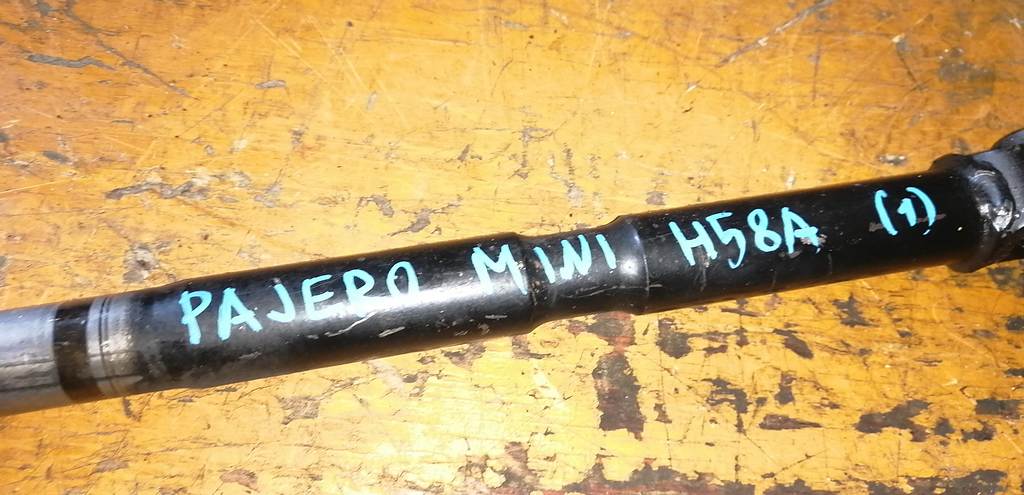 PAJERO MINI H58A (1)